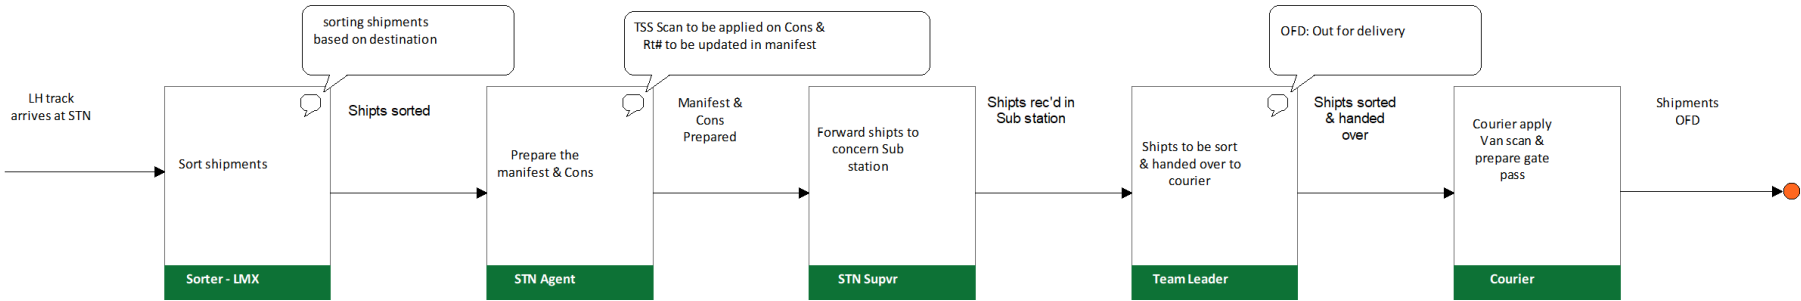 sorting shipments
based on destination
TSS Scan to be applied on Cons &
Rt# to be updated in manifest
OFD: Out for delivery
LH track
arrives at STN
Sort shipments
Sorter - LMX
Shipts sorted
Prepare the
manifest & Cons
STN Agent
Manifest &
Cons
Prepared
Forward shipts to
concern Sub
station
STN Supvr
Shipts rec'd in
Sub station
Shipts to be sort
& handed over to
courier
Team Leader
Shipts sorted
& handed
over
Courier apply
Van scan &
prepare gate
pass
Courier
Shipments
OFD